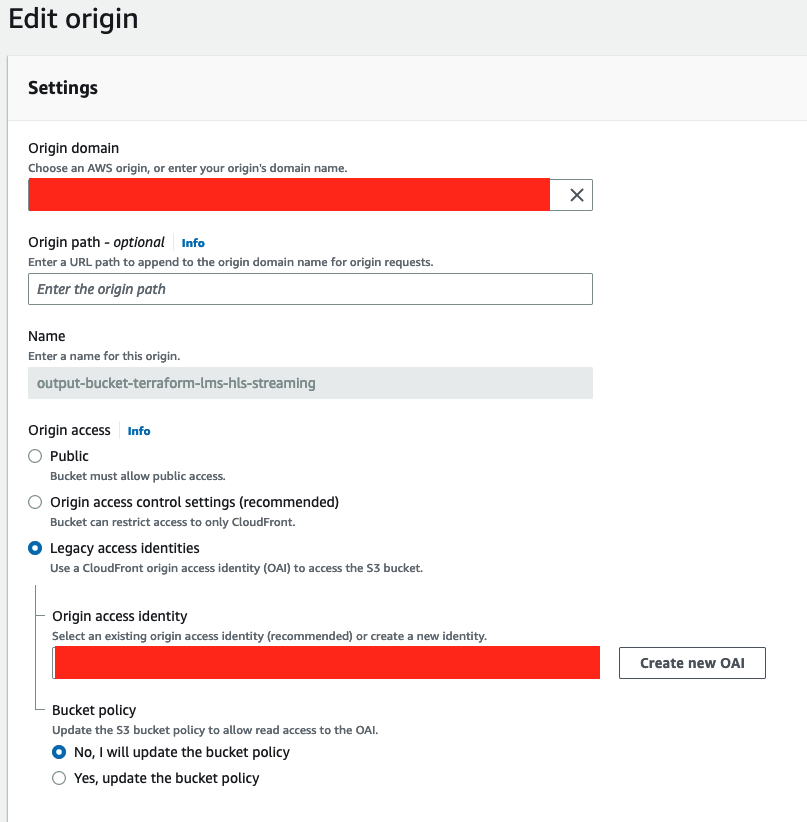 Edit origin
Settings
Origin domain
Choose an AWS origin, or enter your origin's domain name.
Origin path - optional Info
Enter a URL path to append to the origin domain name for origin requests.
Enter the origin path
Name
Enter a name for this origin.
output-bucket-terraform-lms-hls-streaming
Origin access Info
Public
Bucket must allow public access.
Origin access control settings (recommended)
Bucket can restrict access to only CloudFront.
Legacy access identities
Use a CloudFront origin access identity (OAI) to access the S3 bucket.
Origin access identity
Select an existing origin access identity (recommended) or create a new identity.
Create new OAI
Bucket policy
Update the S3 bucket policy to allow read access to the OAI.
No, I will update the bucket policy
Yes, update the bucket policy